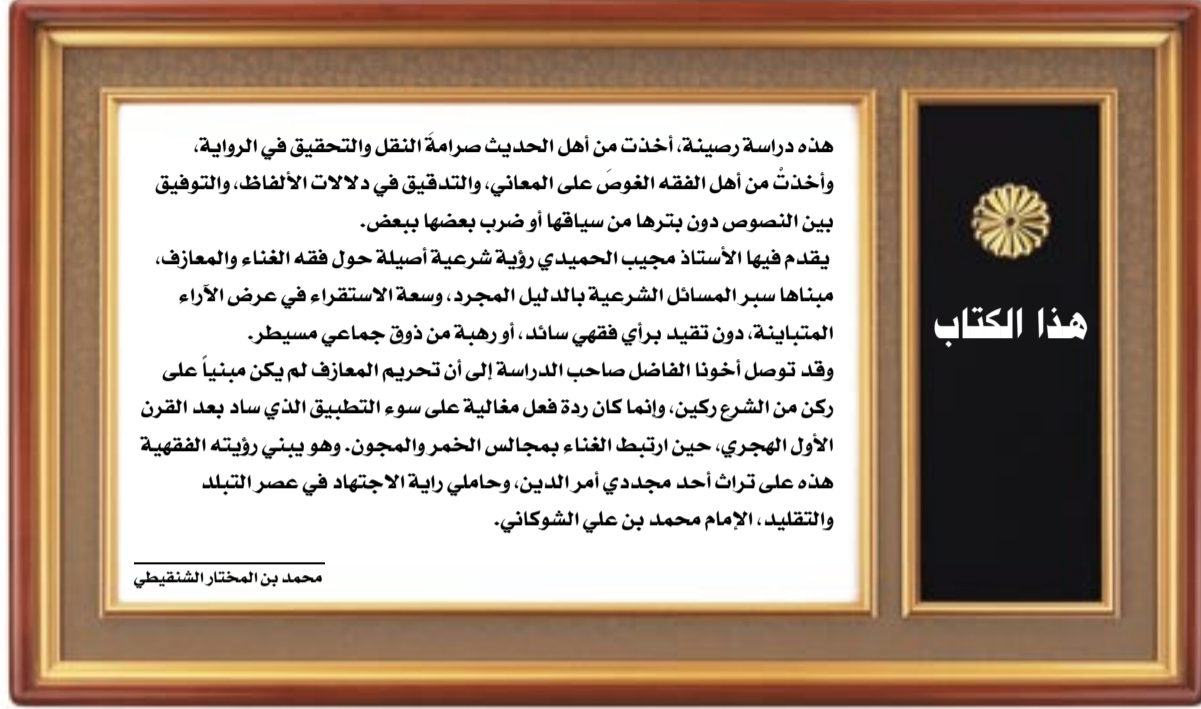 هذا الكتاب
هذه دراسة رصينة، أخذت من أهل الحديث صرامةَ النقل والتحقيق في الرواية،
وأخذتْ من أهل الفقه الغوصَ على المعاني، والتدقيق في دلالات الألفاظ، والتوفيق
بين النصوص دون بترها من سياقها أو ضرب بعضها ببعض.
يقدم فيها الأستاذ مجيب الحميدي رؤية شرعية أصيلة حول فقه الغناء والمعازف،
مبناها سبر المسائل الشرعية بالدليل المجرد، وسعة الاستقراء في عرض الآراء
المتباينة، دون تقيد برأي فقهي سائد، أو رهبة من ذوق جماعي مسيطر.
وقد توصل أخونا الفاضل صاحب الدراسة إلى أن تحريم المعازف لم يكن مبنياً على
ركن من الشرع ركين، وإنما كان ردة فعل مغالية على سوء التطبيق الذي ساد بعد القرن
الأول الهجري، حين ارتبط الغناء بمجالس الخمر والمجون. وهو يبني رؤيته الفقهية
هذه على تراث أحد مجددي أمر الدين، وحاملي راية الاجتهاد في عصر التبلد
والتقليد، الإمام محمد بن علي الشوكاني.
محمد بن المختار الشنقيطي